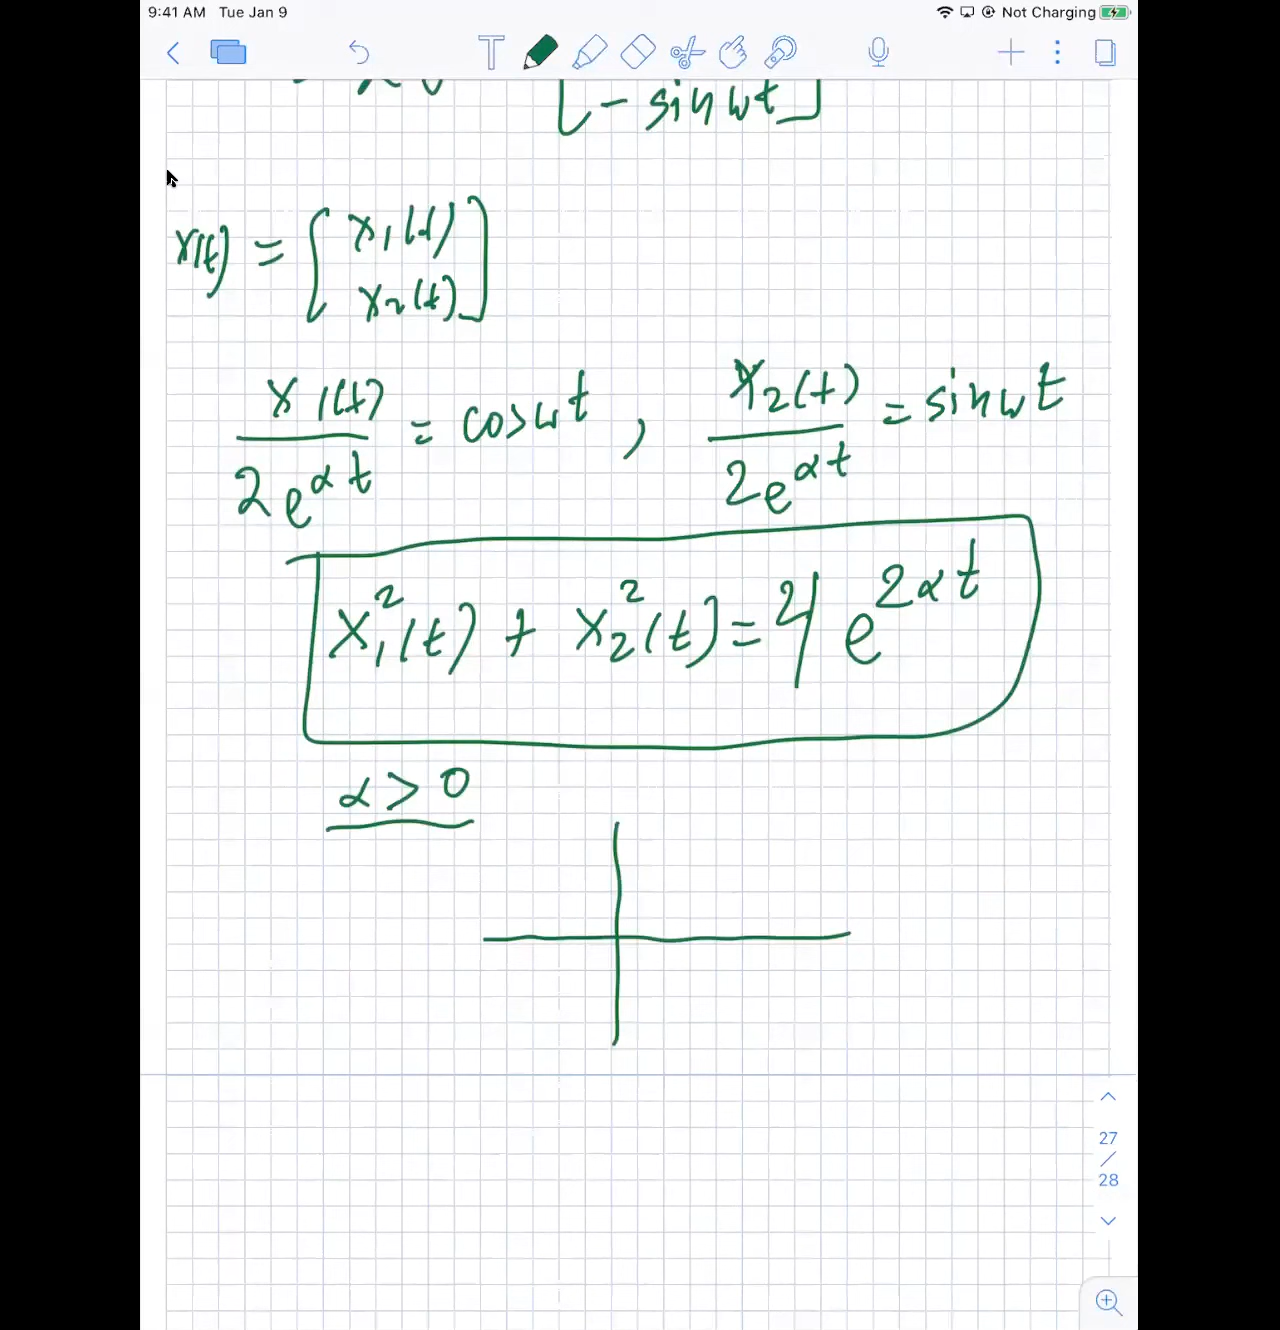 9:41 AM Tue Jan 9 Not Charging
[ - sin ωt ]
x(t) = [ x₁(t)
x₂(t) ]
x₁(t) / 2e^{αt} = cos ωt , x₂(t) / 2e^{αt} = sin ωt
x₁²(t) + x₂²(t) = 4 e^{2αt}
α > 0
27
/
28